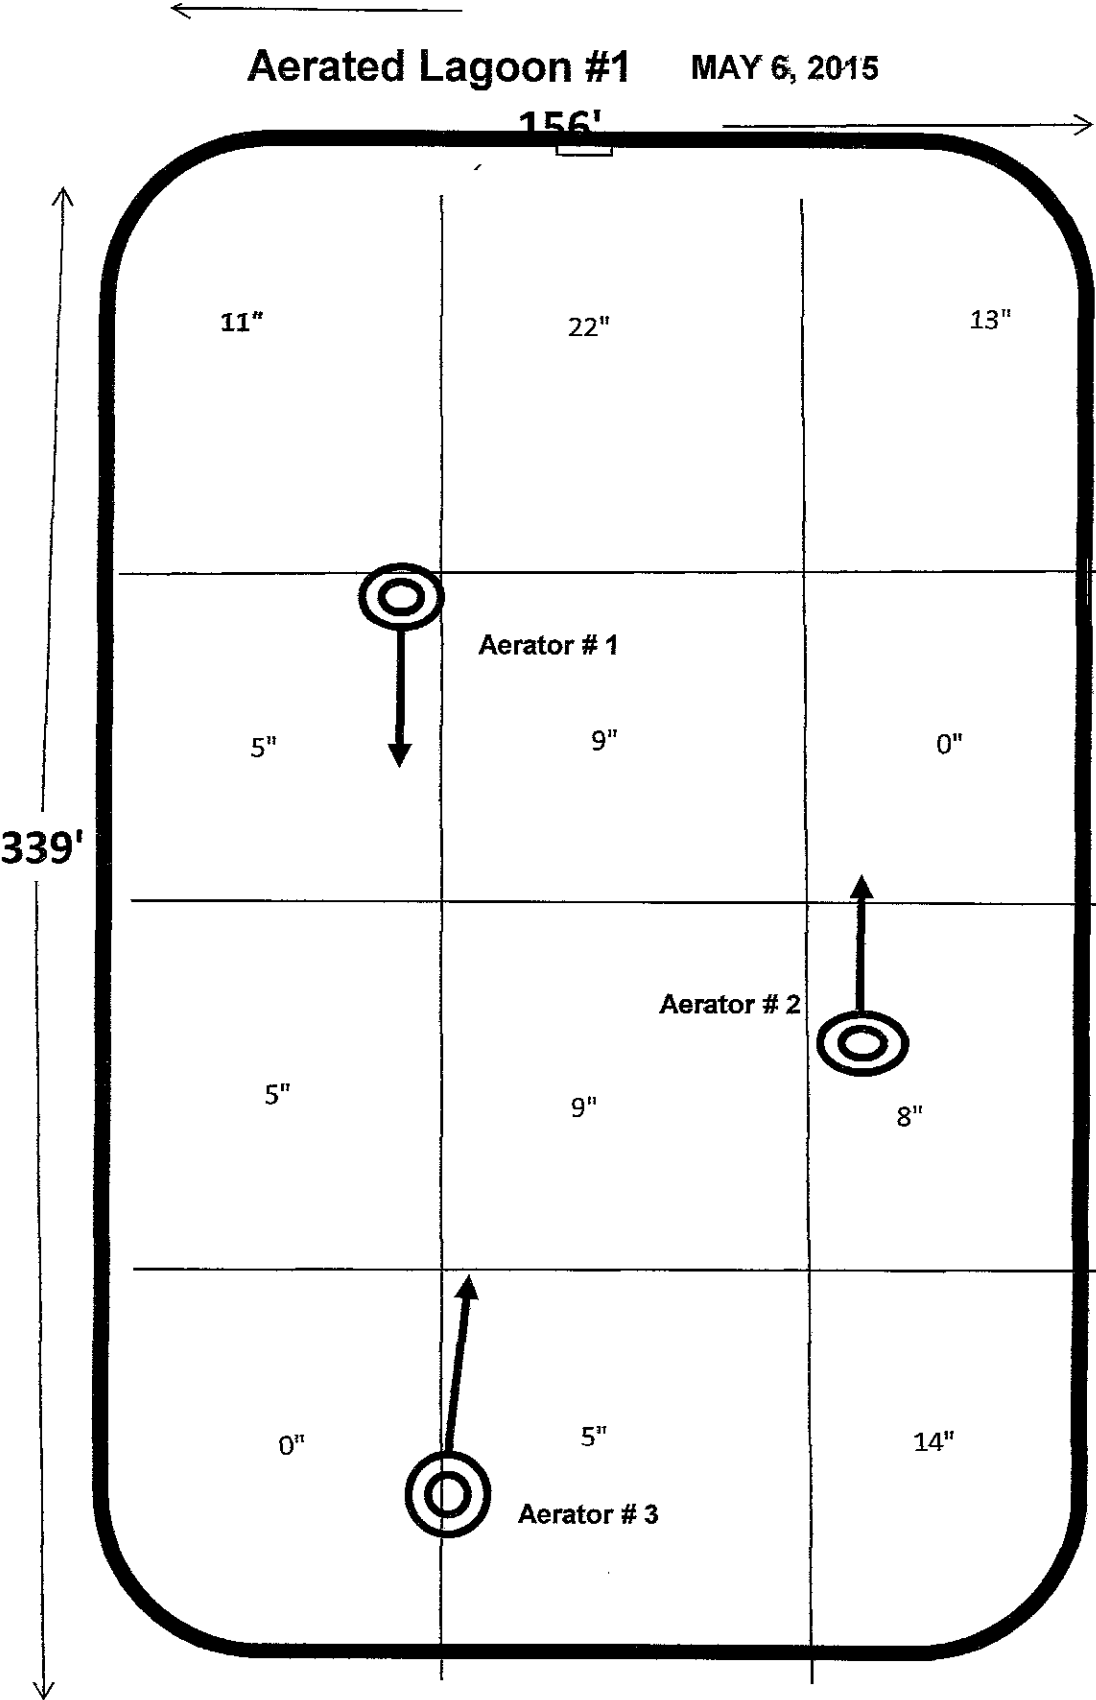 Aerated Lagoon #1 MAY 6, 2015
156'
11" 22" 13"
Aerator # 1
5" 9" 0"
339'
Aerator # 2
5" 9" 8"
0" 5" 14"
Aerator # 3